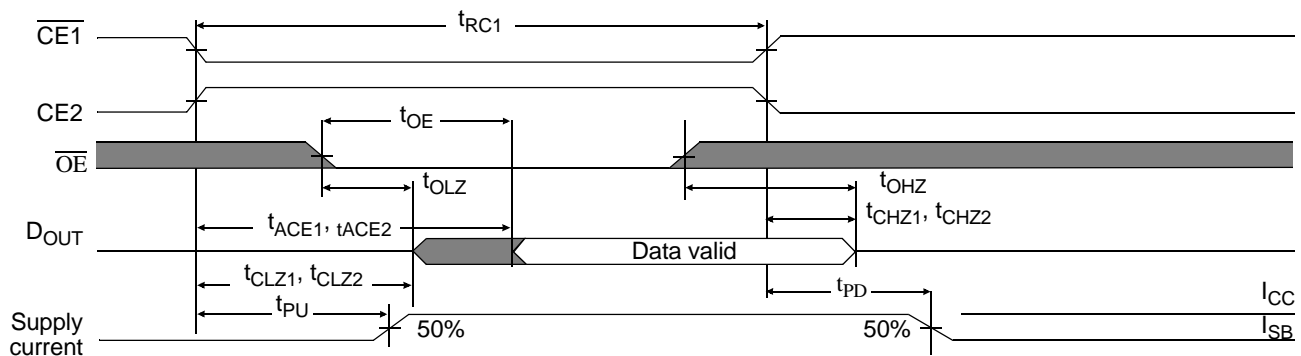 tRC1
CE1
CE2
tOE
OE
tOLZ
tOHZ
tACE1, tACE2
tCHZ1, tCHZ2
DOUT
Data valid
tCLZ1, tCLZ2
tPU
tPD
ICC
Supply current
50%
50%
ISB